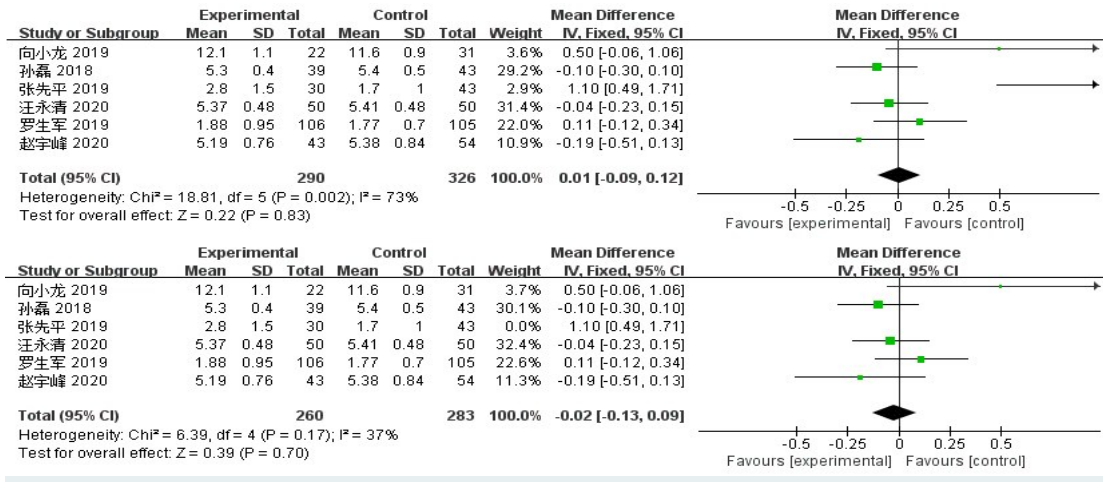 Experimental Control Mean Difference Mean Difference
Study or Subgroup Mean SD Total Mean SD Total Weight IV, Fixed, 95% CI IV, Fixed, 95% CI
向小龙 2019 12.1 1.1 22 11.6 0.9 31 3.6% 0.50 [-0.06, 1.06]
孙磊 2018 5.3 0.4 39 5.4 0.5 43 29.2% -0.10 [-0.30, 0.10]
张先平 2019 2.8 1.5 30 1.7 1 43 2.9% 1.10 [0.49, 1.71]
汪永清 2020 5.37 0.48 50 5.41 0.48 50 31.4% -0.04 [-0.23, 0.15]
罗生军 2019 1.88 0.95 106 1.77 0.7 105 22.0% 0.11 [-0.12, 0.34]
赵宇峰 2020 5.19 0.76 43 5.38 0.84 54 10.9% -0.19 [-0.51, 0.13]
Total (95% CI) 290 326 100.0% 0.01 [-0.09, 0.12]
Heterogeneity: Chi² = 18.81, df = 5 (P = 0.002); I² = 73%
Test for overall effect: Z = 0.22 (P = 0.83)
-0.5 -0.25 0 0.25 0.5
Favours [experimental] Favours [control]
Experimental Control Mean Difference Mean Difference
Study or Subgroup Mean SD Total Mean SD Total Weight IV, Fixed, 95% CI IV, Fixed, 95% CI
向小龙 2019 12.1 1.1 22 11.6 0.9 31 3.7% 0.50 [-0.06, 1.06]
孙磊 2018 5.3 0.4 39 5.4 0.5 43 30.1% -0.10 [-0.30, 0.10]
张先平 2019 2.8 1.5 30 1.7 1 43 0.0% 1.10 [0.49, 1.71]
汪永清 2020 5.37 0.48 50 5.41 0.48 50 32.4% -0.04 [-0.23, 0.15]
罗生军 2019 1.88 0.95 106 1.77 0.7 105 22.6% 0.11 [-0.12, 0.34]
赵宇峰 2020 5.19 0.76 43 5.38 0.84 54 11.3% -0.19 [-0.51, 0.13]
Total (95% CI) 260 283 100.0% -0.02 [-0.13, 0.09]
Heterogeneity: Chi² = 6.39, df = 4 (P = 0.17); I² = 37%
Test for overall effect: Z = 0.39 (P = 0.70)
-0.5 -0.25 0 0.25 0.5
Favours [experimental] Favours [control]